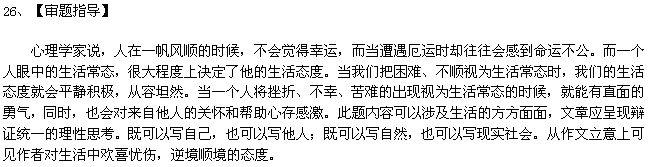 26、【审题指导】
心理学家说，人在一帆风顺的时候，不会觉得幸运，而当遭遇厄运时却往往会感到命运不公。而一个
人眼中的生活常态，很大程度上决定了他的生活态度。当我们把困难、不顺视为生活常态时，我们的生活
态度就会平静积极，从容坦然。当一个人将挫折、不幸、苦难的出现视为生活常态的时候，就能有直面的
勇气，同时，也会对来自他人的关怀和帮助心存感激。此题内容可以涉及生活的方方面面，文章应呈现辩
证统一的理性思考。既可以写自己，也可以写他人；既可以写自然，也可以写现实社会。从作文立意上可
见作者对生活中欢喜忧伤，逆境顺境的态度。